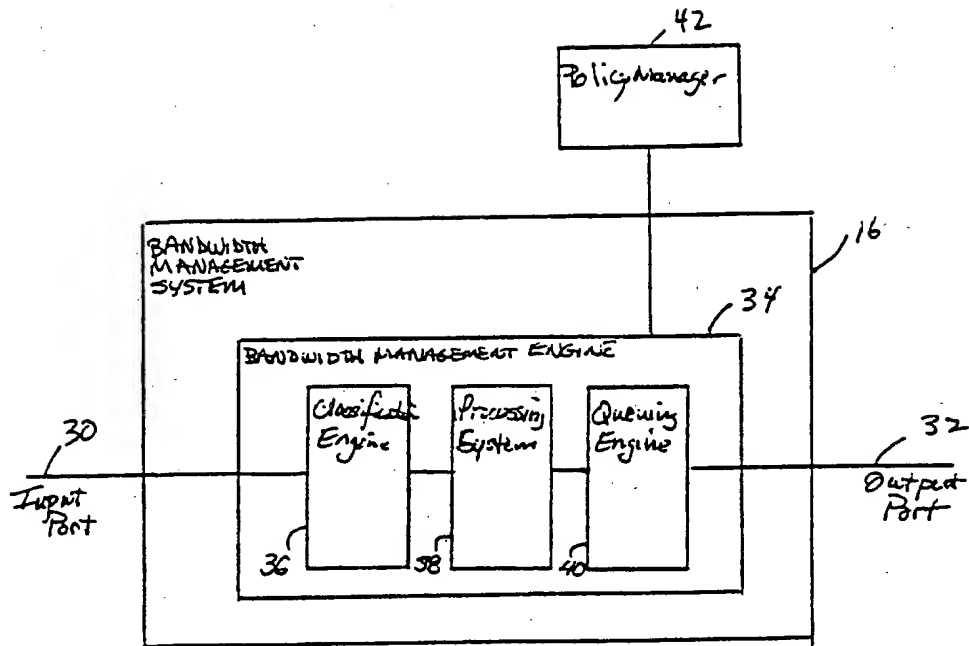 42
Policy Manager
BANDWIDTH
MANAGEMENT
SYSTEM
16
34
BANDWIDTH MANAGEMENT ENGINE
Classificatn
Engine
Processing
System
Queuing
Engine
30
32
Input
Port
Output
Port
36
38
40